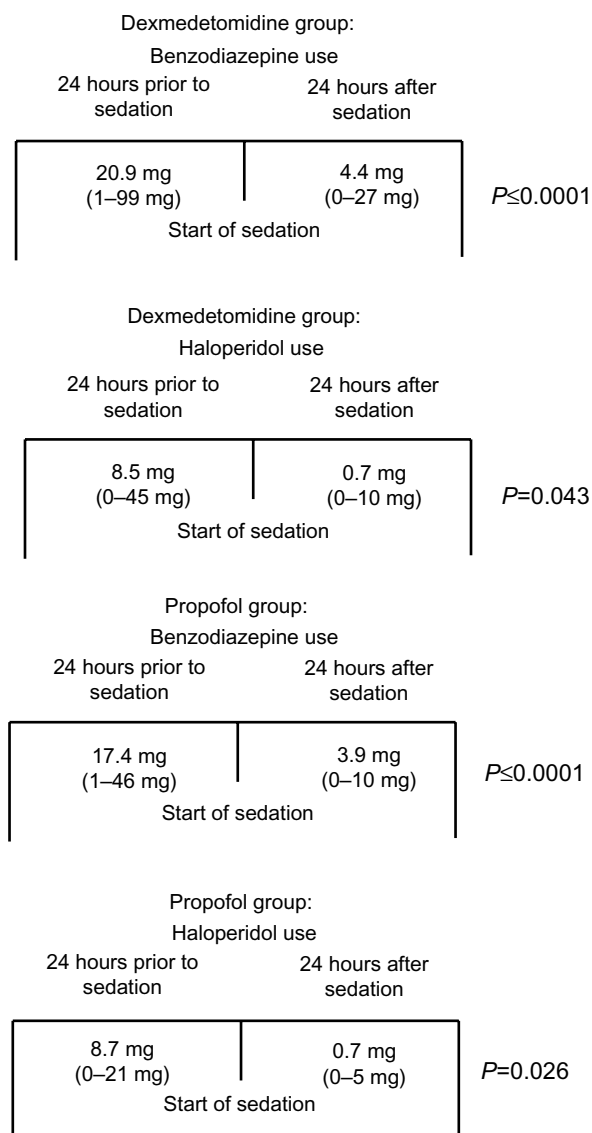 Dexmedetomidine group:
Benzodiazepine use
24 hours prior to sedation
24 hours after sedation
20.9 mg
(1–99 mg)
4.4 mg
(0–27 mg)
P≤0.0001
Start of sedation
Dexmedetomidine group:
Haloperidol use
24 hours prior to sedation
24 hours after sedation
8.5 mg
(0–45 mg)
0.7 mg
(0–10 mg)
P=0.043
Start of sedation
Propofol group:
Benzodiazepine use
24 hours prior to sedation
24 hours after sedation
17.4 mg
(1–46 mg)
3.9 mg
(0–10 mg)
P≤0.0001
Start of sedation
Propofol group:
Haloperidol use
24 hours prior to sedation
24 hours after sedation
8.7 mg
(0–21 mg)
0.7 mg
(0–5 mg)
P=0.026
Start of sedation